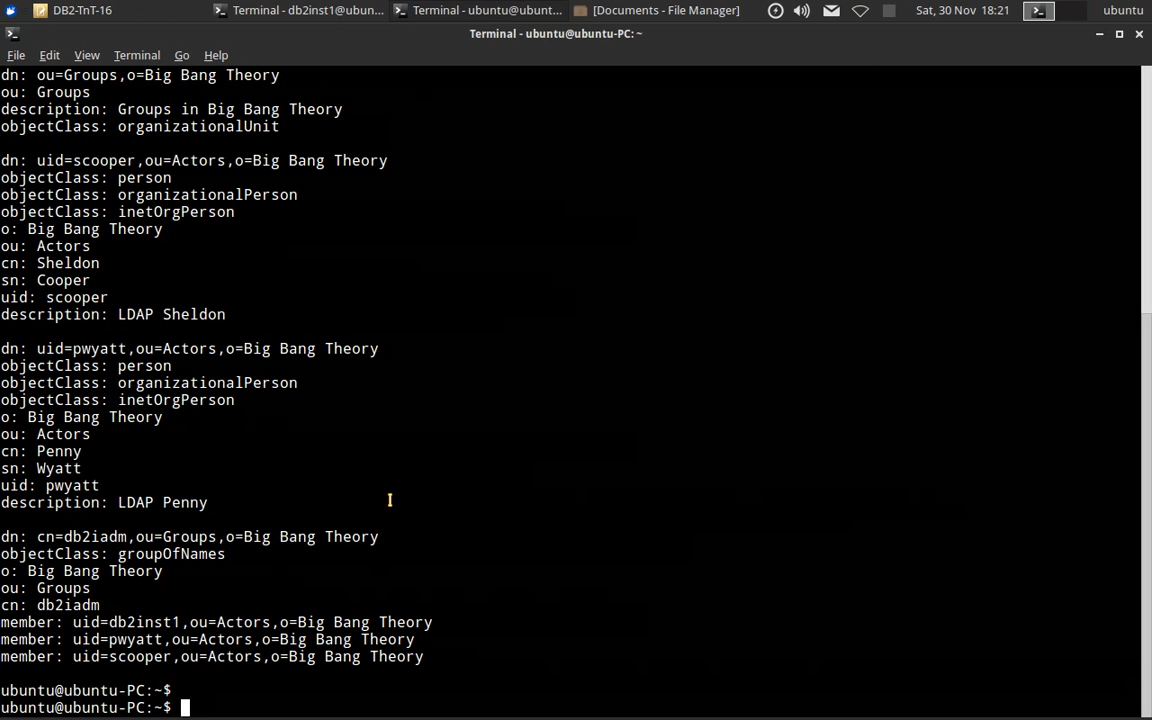 DB2-TnT-16
Terminal - db2inst1@ubun...
Terminal - ubuntu@ubunt...
[Documents - File Manager]
Sat, 30 Nov 18:21
ubuntu
Terminal - ubuntu@ubuntu-PC: ~
File Edit View Terminal Go Help
dn: ou=Groups,o=Big Bang Theory
ou: Groups
description: Groups in Big Bang Theory
objectClass: organizationalUnit
dn: uid=scooper,ou=Actors,o=Big Bang Theory
objectClass: person
objectClass: organizationalPerson
objectClass: inetOrgPerson
o: Big Bang Theory
ou: Actors
cn: Sheldon
sn: Cooper
uid: scooper
description: LDAP Sheldon
dn: uid=pwyatt,ou=Actors,o=Big Bang Theory
objectClass: person
objectClass: organizationalPerson
objectClass: inetOrgPerson
o: Big Bang Theory
ou: Actors
cn: Penny
sn: Wyatt
uid: pwyatt
description: LDAP Penny
dn: cn=db2iadm,ou=Groups,o=Big Bang Theory
objectClass: groupOfNames
o: Big Bang Theory
ou: Groups
cn: db2iadm
member: uid=db2inst1,ou=Actors,o=Big Bang Theory
member: uid=pwyatt,ou=Actors,o=Big Bang Theory
member: uid=scooper,ou=Actors,o=Big Bang Theory
ubuntu@ubuntu-PC:~$
ubuntu@ubuntu-PC:~$